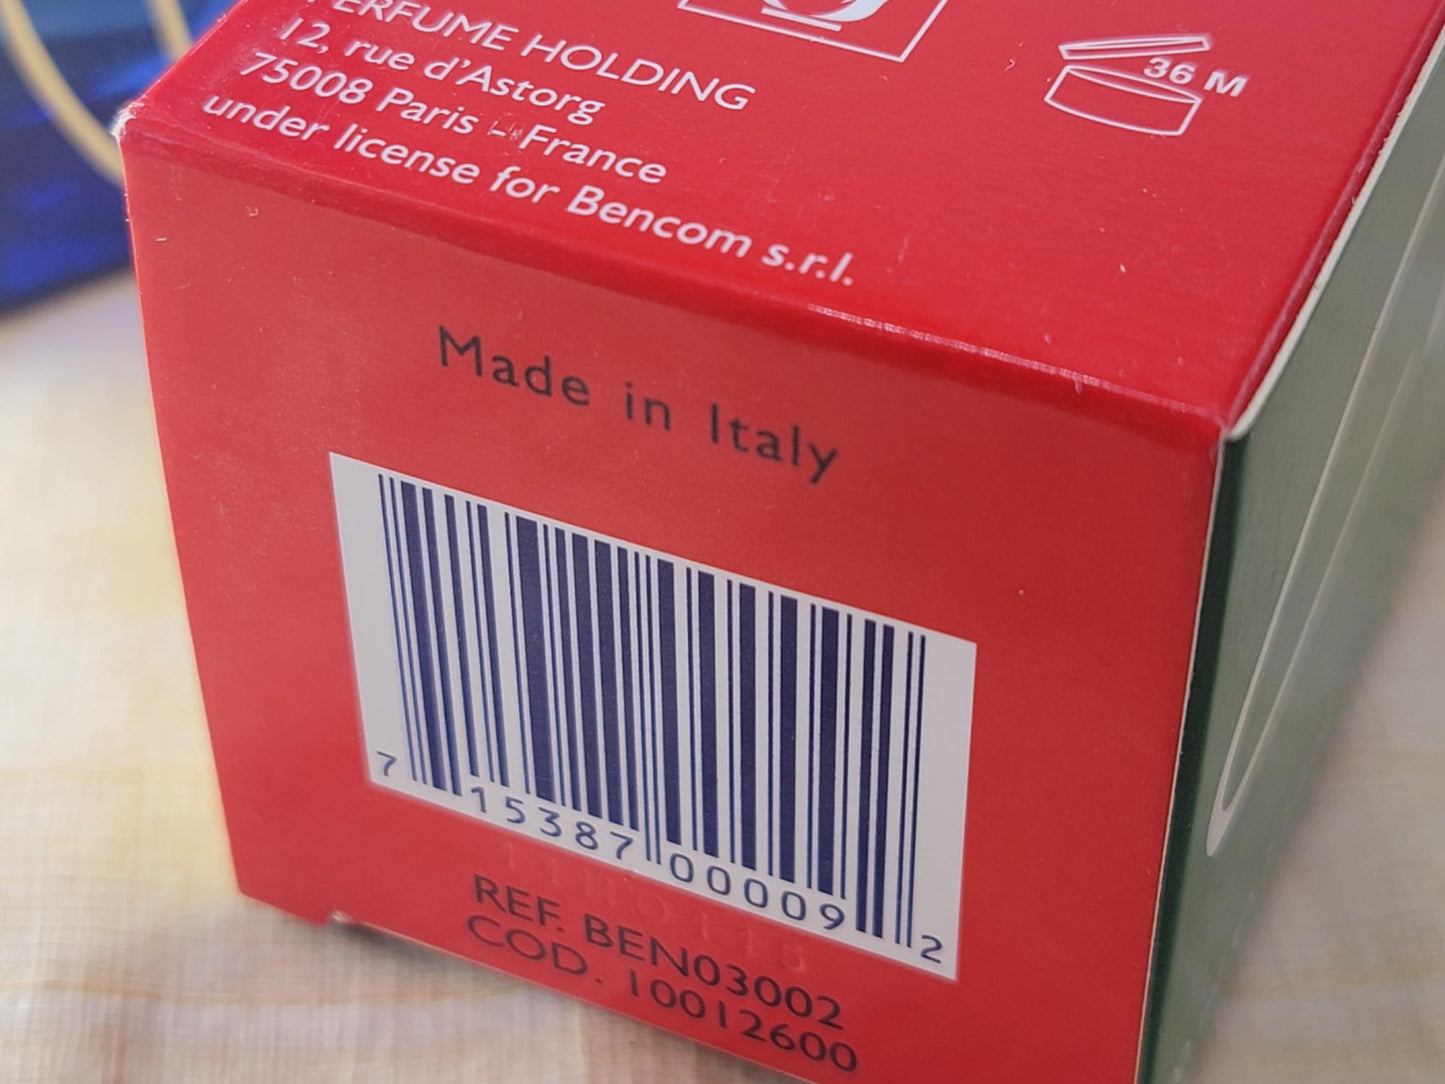 PERFUME HOLDING
12, rue d'Astorg
75008 Paris - France
under license for Bencom s.r.l.
36 M
Made in Italy
7 15387 00009 2
REF. BEN03002
COD. 10012600